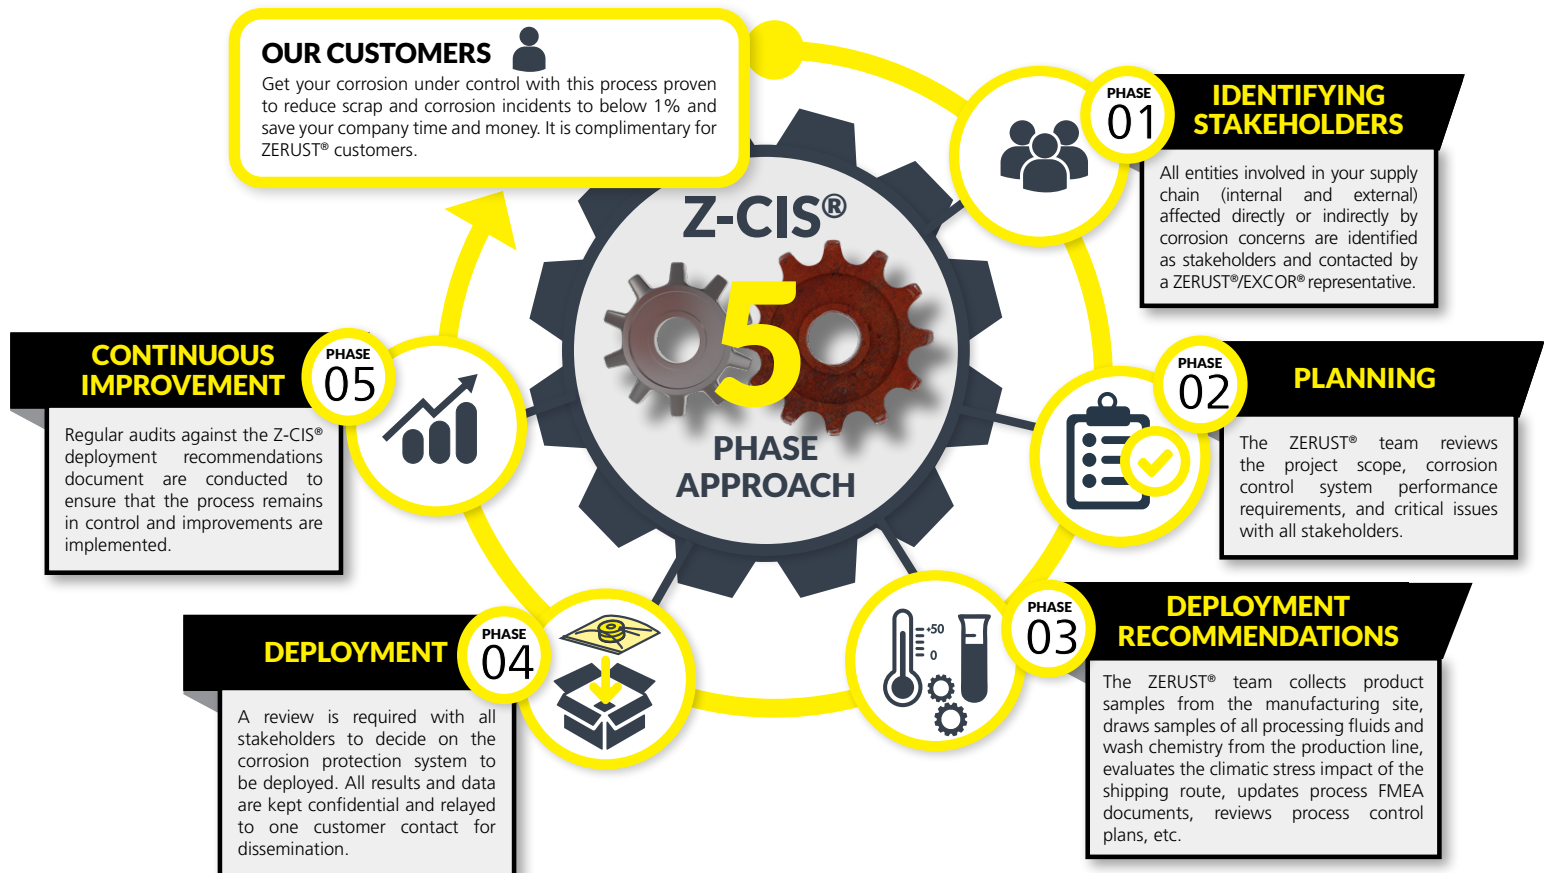 OUR CUSTOMERS
Get your corrosion under control with this process proven
to reduce scrap and corrosion incidents to below 1% and
save your company time and money. It is complimentary for
ZERUST® customers.
Z-CIS®
5
PHASE
APPROACH
PHASE
01
IDENTIFYING
STAKEHOLDERS
All entities involved in your supply
chain (internal and external)
affected directly or indirectly by
corrosion concerns are identified
as stakeholders and contacted by
a ZERUST®/EXCOR® representative.
PHASE
02
PLANNING
The ZERUST® team reviews
the project scope, corrosion
control system performance
requirements, and critical issues
with all stakeholders.
PHASE
03
DEPLOYMENT
RECOMMENDATIONS
The ZERUST® team collects product
samples from the manufacturing site,
draws samples of all processing fluids and
wash chemistry from the production line,
evaluates the climatic stress impact of the
shipping route, updates process FMEA
documents, reviews process control
plans, etc.
+50
0
PHASE
04
DEPLOYMENT
A review is required with all
stakeholders to decide on the
corrosion protection system to
be deployed. All results and data
are kept confidential and relayed
to one customer contact for
dissemination.
PHASE
05
CONTINUOUS
IMPROVEMENT
Regular audits against the Z-CIS®
deployment recommendations
document are conducted to
ensure that the process remains
in control and improvements are
implemented.